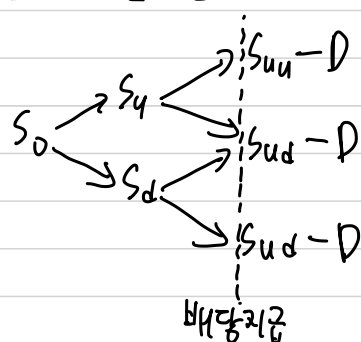 S₀
Su
Sd
Suu - D
Sud - D
Sud - D
배당지급